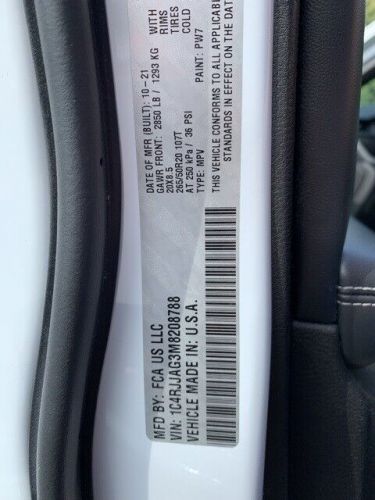 MFD BY: FCA US LLC
VIN: 1C4RJJAG3M8208788
VEHICLE MADE IN: U.S.A.
DATE OF MFR (BUILT): 10-21
GAWR FRONT: 2850 LB / 1293 KG WITH
20X8.5 RIMS
265/50R20 107T TIRES
AT 250 kPa / 36 PSI COLD
TYPE: MPV PAINT: PW7
THIS VEHICLE CONFORMS TO ALL APPLICABLE
STANDARDS IN EFFECT ON THE DATE OF